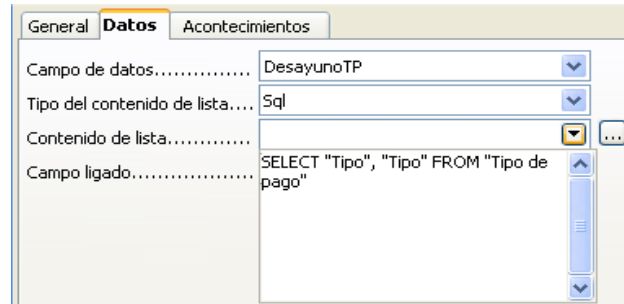 General Datos Acontecimientos
Campo de datos............... DesayunoTP
Tipo del contenido de lista.... Sql
Contenido de lista............. ...
Campo ligado................... SELECT "Tipo", "Tipo" FROM "Tipo de
pago"